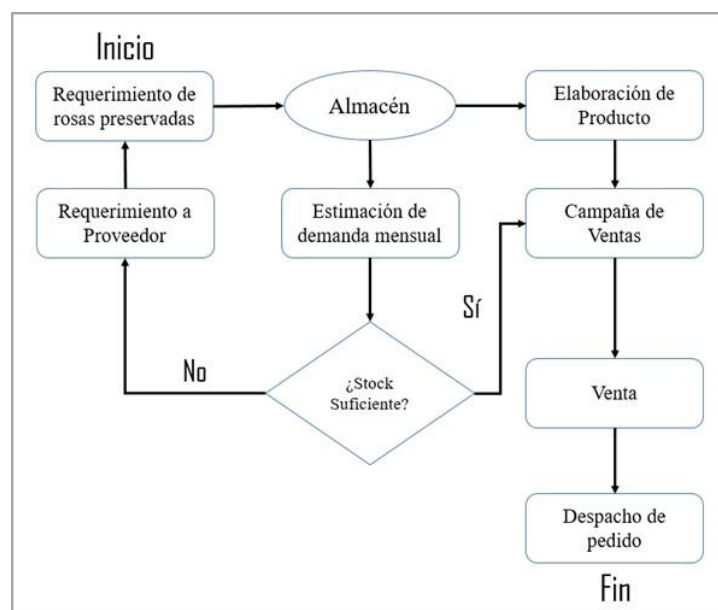 Inicio
Requerimiento de
rosas preservadas
Almacén
Elaboración de
Producto
Requerimiento a
Proveedor
Estimación de
demanda mensual
Campaña de
Ventas
Sí
No
¿Stock
Suficiente?
Venta
Despacho de
pedido
Fin